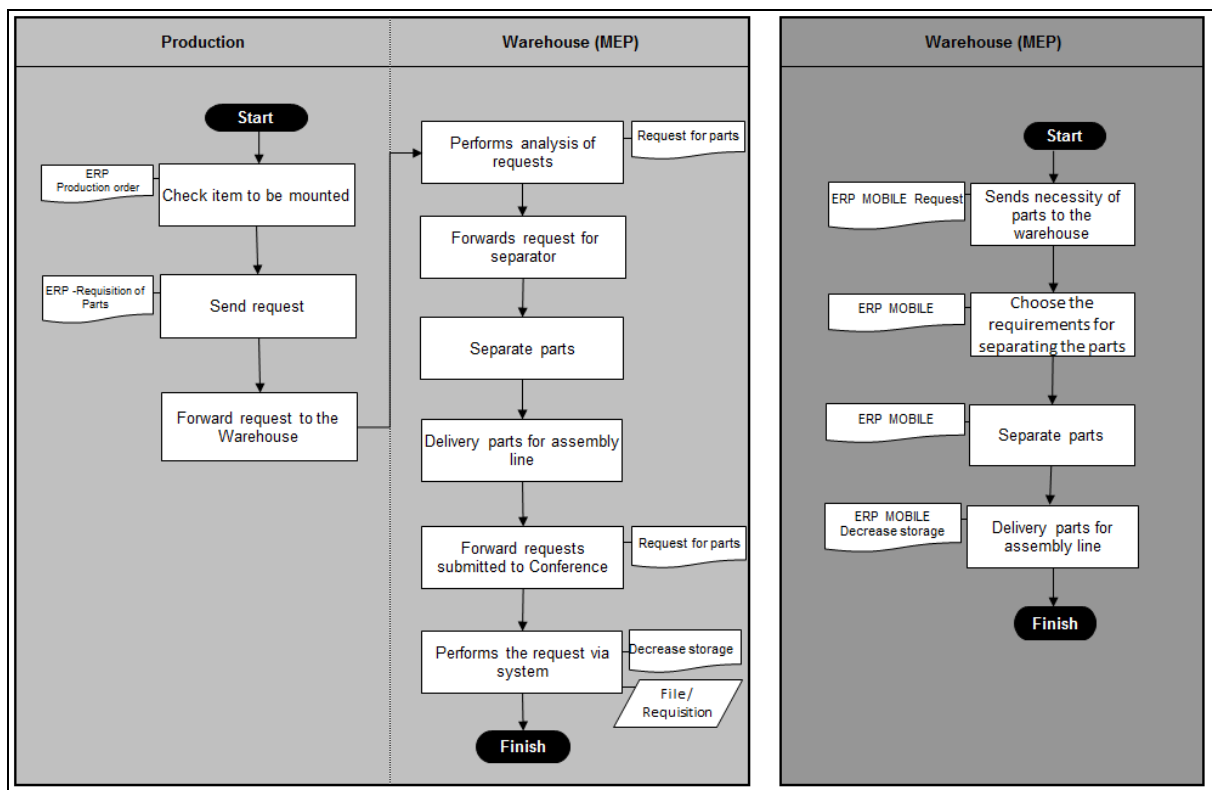 Production
Warehouse (MEP)
Start
ERP
Production order
Check item to be mounted
ERP -Requisition of
Parts
Send request
Forward request to the
Warehouse
Performs analysis of
requests
Request for parts
Forwards request for
separator
Separate parts
Delivery parts for assembly
line
Forward requests
submitted to Conference
Request for parts
Performs the request via
system
Decrease storage
File/
Requisition
Finish
Warehouse (MEP)
Start
ERP MOBILE Request
Sends necessity of
parts to the
warehouse
ERP MOBILE
Choose the
requirements for
separating the parts
ERP MOBILE
Separate parts
ERP MOBILE
Decrease storage
Delivery parts for
assembly line
Finish